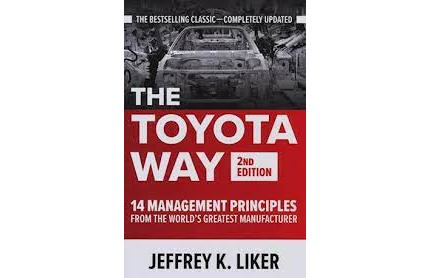 THE BESTSELLING CLASSIC—COMPLETELY UPDATED
THE
TOYOTA
WAY
2ND
EDITION
14 MANAGEMENT PRINCIPLES
FROM THE WORLD'S GREATEST MANUFACTURER
JEFFREY K. LIKER